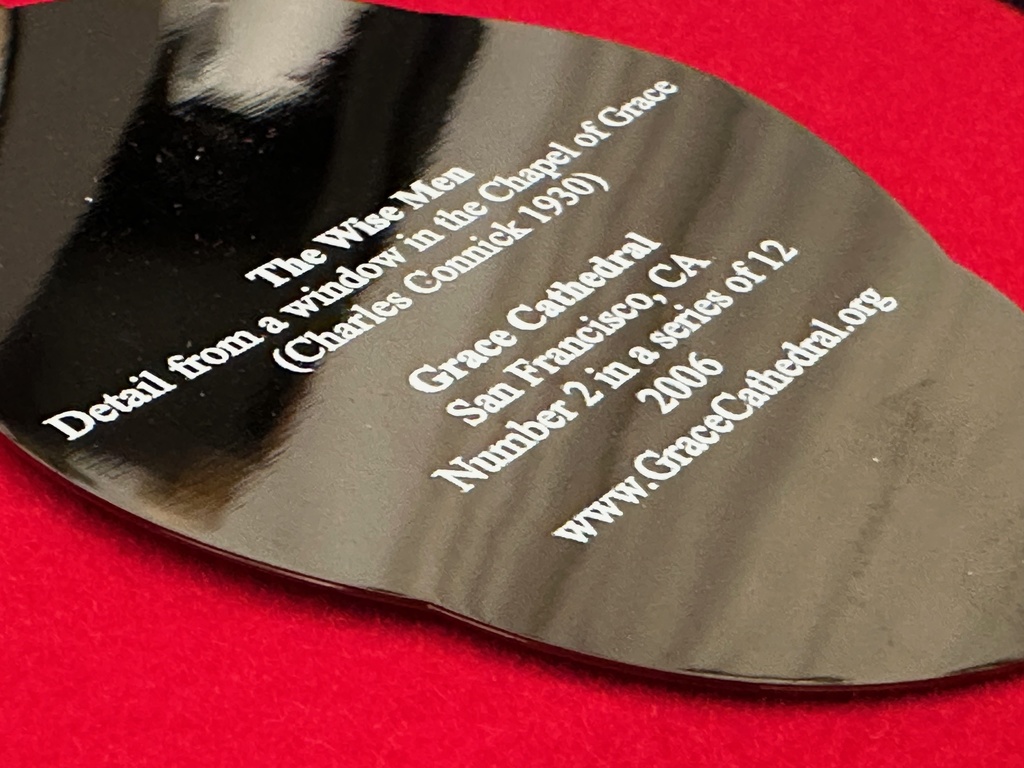 The Wise Men
Detail from a window in the Chapel of Grace
(Charles Connick 1930)
Grace Cathedral
San Francisco, CA
Number 2 in a series of 12
2006
www.GraceCathedral.org